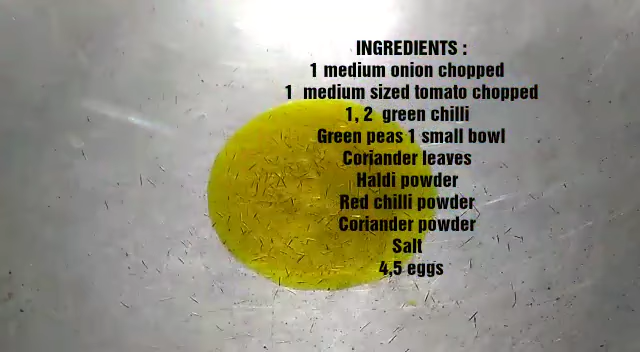 INGREDIENTS :
1 medium onion chopped
1 medium sized tomato chopped
1, 2 green chilli
Green peas 1 small bowl
Coriander leaves
Haldi powder
Red chilli powder
Coriander powder
Salt
4,5 eggs